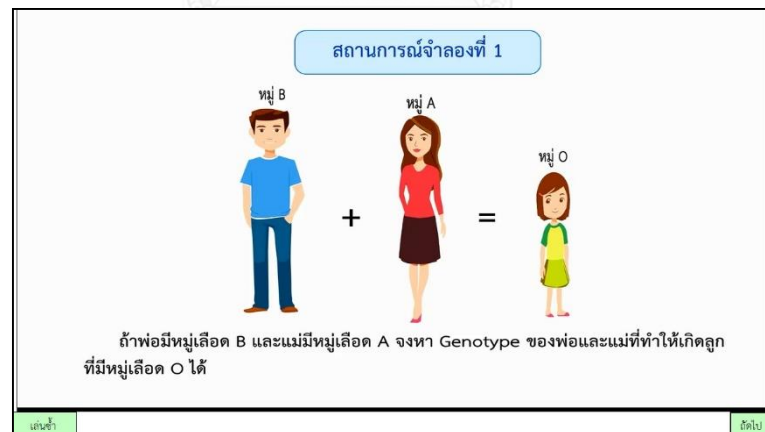 สถานการณ์จำลองที่ 1
หมู่ B
หมู่ A
หมู่ O
+
=
ถ้าพ่อมีหมู่เลือด B และแม่มีหมู่เลือด A จงหา Genotype ของพ่อและแม่ที่ทำให้เกิดลูก
ที่มีหมู่เลือด O ได้
เล่นซ้ำ
ถัดไป